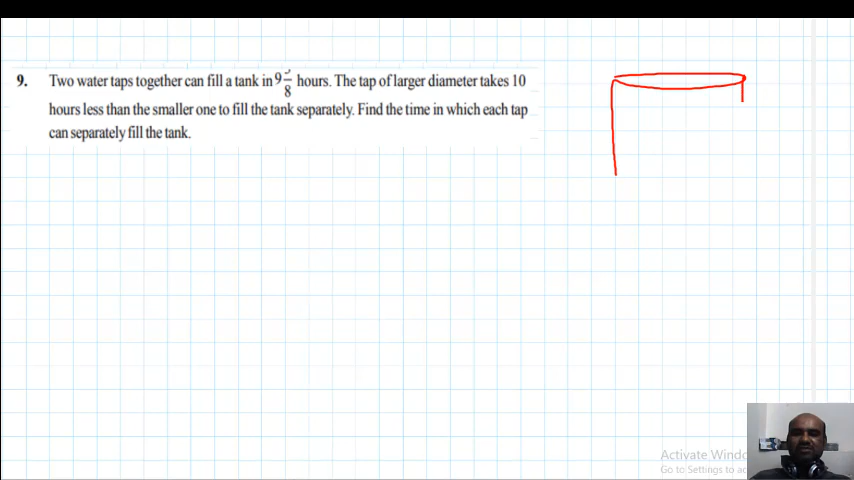 9. Two water taps together can fill a tank in 9 /8 hours. The tap of larger diameter takes 10
hours less than the smaller one to fill the tank separately. Find the time in which each tap
can separately fill the tank.
Activate Windo
Go to Settings to ac